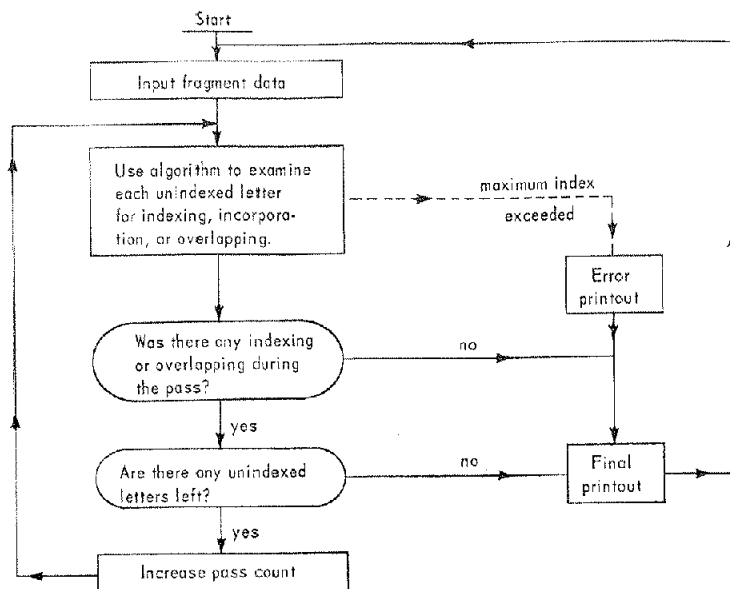 Start
Input fragment data
Use algorithm to examine
each unindexed letter
for indexing, incorpora-
tion, or overlapping.
maximum index
exceeded
Error
printout
Was there any indexing
or overlapping during
the pass?
no
yes
Are there any unindexed
letters left?
no
Final
printout
yes
Increase pass count